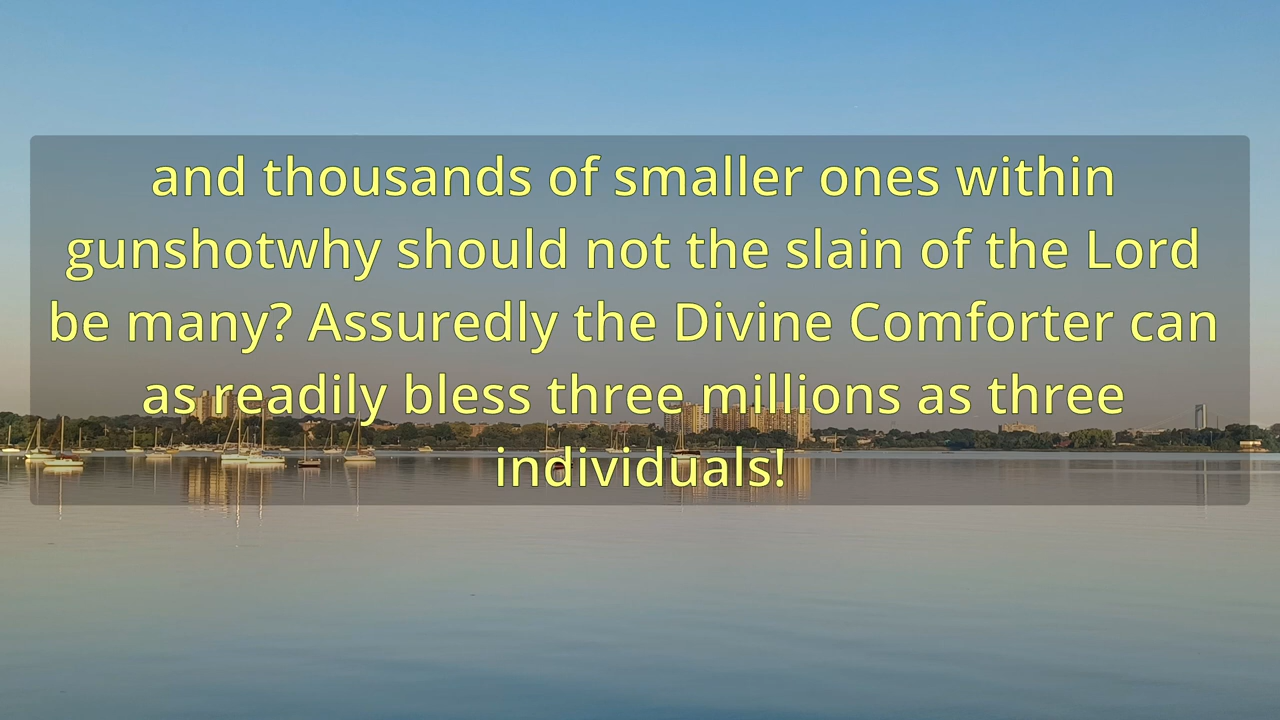 and thousands of smaller ones within
gunshotwhy should not the slain of the Lord
be many? Assuredly the Divine Comforter can
as readily bless three millions as three
individuals!